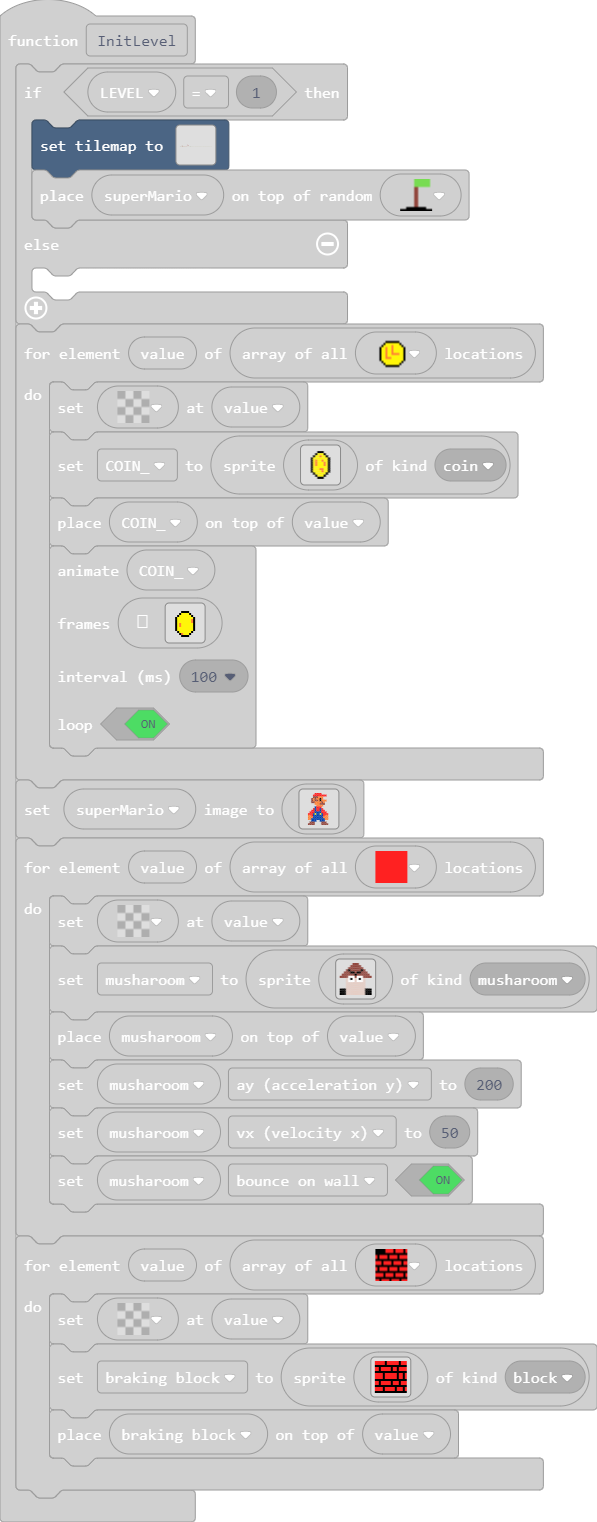 function InitLevel
if LEVEL = 1 then
set tilemap to
place superMario on top of random
else
for element value of array of all locations
do
set at value
set COIN_ to sprite of kind coin
place COIN_ on top of value
animate COIN_
frames
interval (ms) 100
loop ON
set superMario image to
for element value of array of all locations
do
set at value
set musharoom to sprite of kind musharoom
place musharoom on top of value
set musharoom ay (acceleration y) to 200
set musharoom vx (velocity x) to 50
set musharoom bounce on wall ON
for element value of array of all locations
do
set at value
set braking block to sprite of kind block
place braking block on top of value